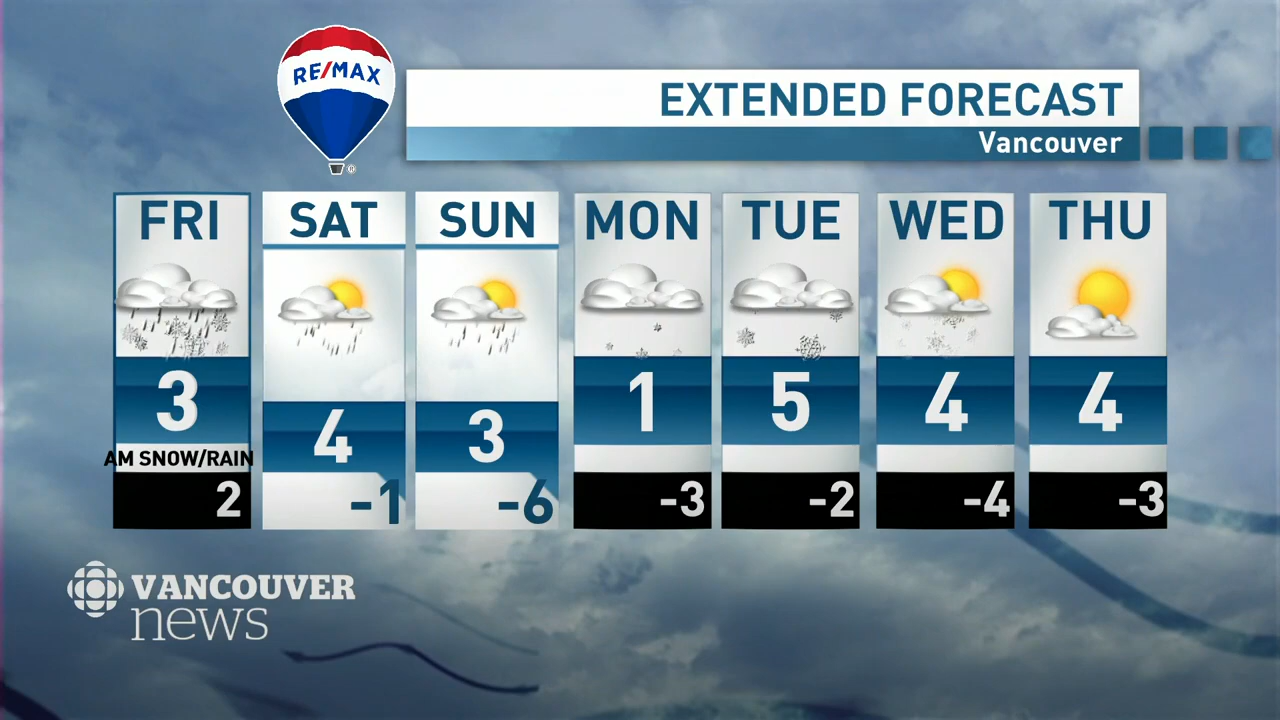 RE/MAX
®
EXTENDED FORECAST
Vancouver
FRI SAT SUN MON TUE WED THU
3 4 3 1 5 4 4
AM SNOW/RAIN
2 -1 -6 -3 -2 -4 -3
VANCOUVER
news